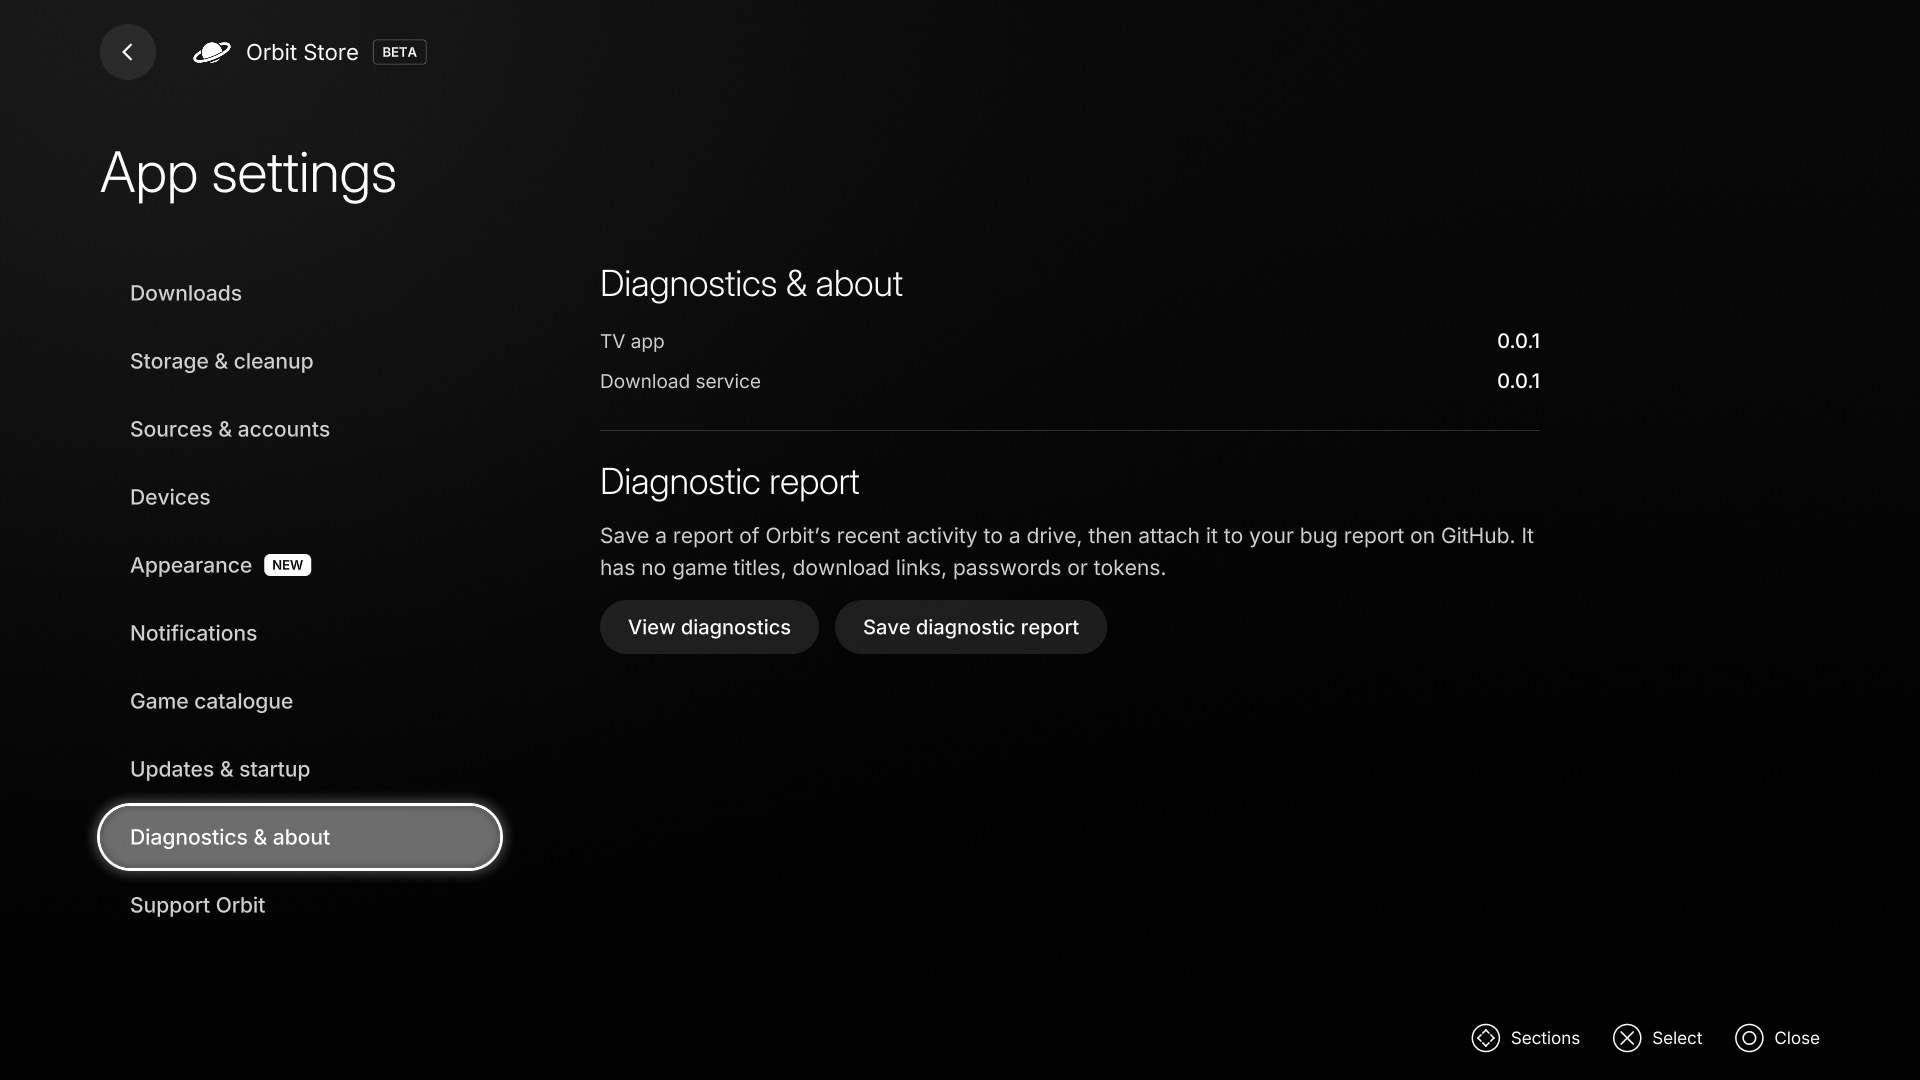 Orbit Store BETA
App settings
Downloads
Storage & cleanup
Sources & accounts
Devices
Appearance NEW
Notifications
Game catalogue
Updates & startup
Diagnostics & about
Support Orbit
Diagnostics & about
TV app 0.0.1
Download service 0.0.1
Diagnostic report
Save a report of Orbit’s recent activity to a drive, then attach it to your bug report on GitHub. It
has no game titles, download links, passwords or tokens.
View diagnostics Save diagnostic report
Sections Select Close